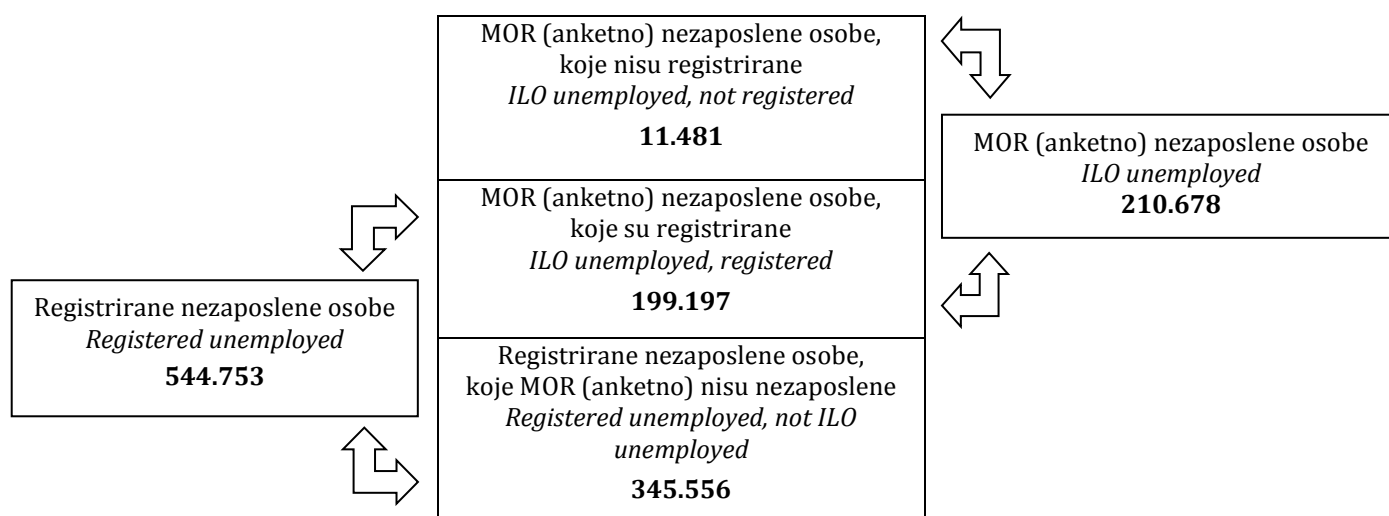 MOR (anketno) nezaposlene osobe,
koje nisu registrirane
ILO unemployed, not registered
11.481
MOR (anketno) nezaposlene osobe
ILO unemployed
210.678
MOR (anketno) nezaposlene osobe,
koje su registrirane
ILO unemployed, registered
199.197
Registrirane nezaposlene osobe
Registered unemployed
544.753
Registrirane nezaposlene osobe,
koje MOR (anketno) nisu nezaposlene
Registered unemployed, not ILO
unemployed
345.556